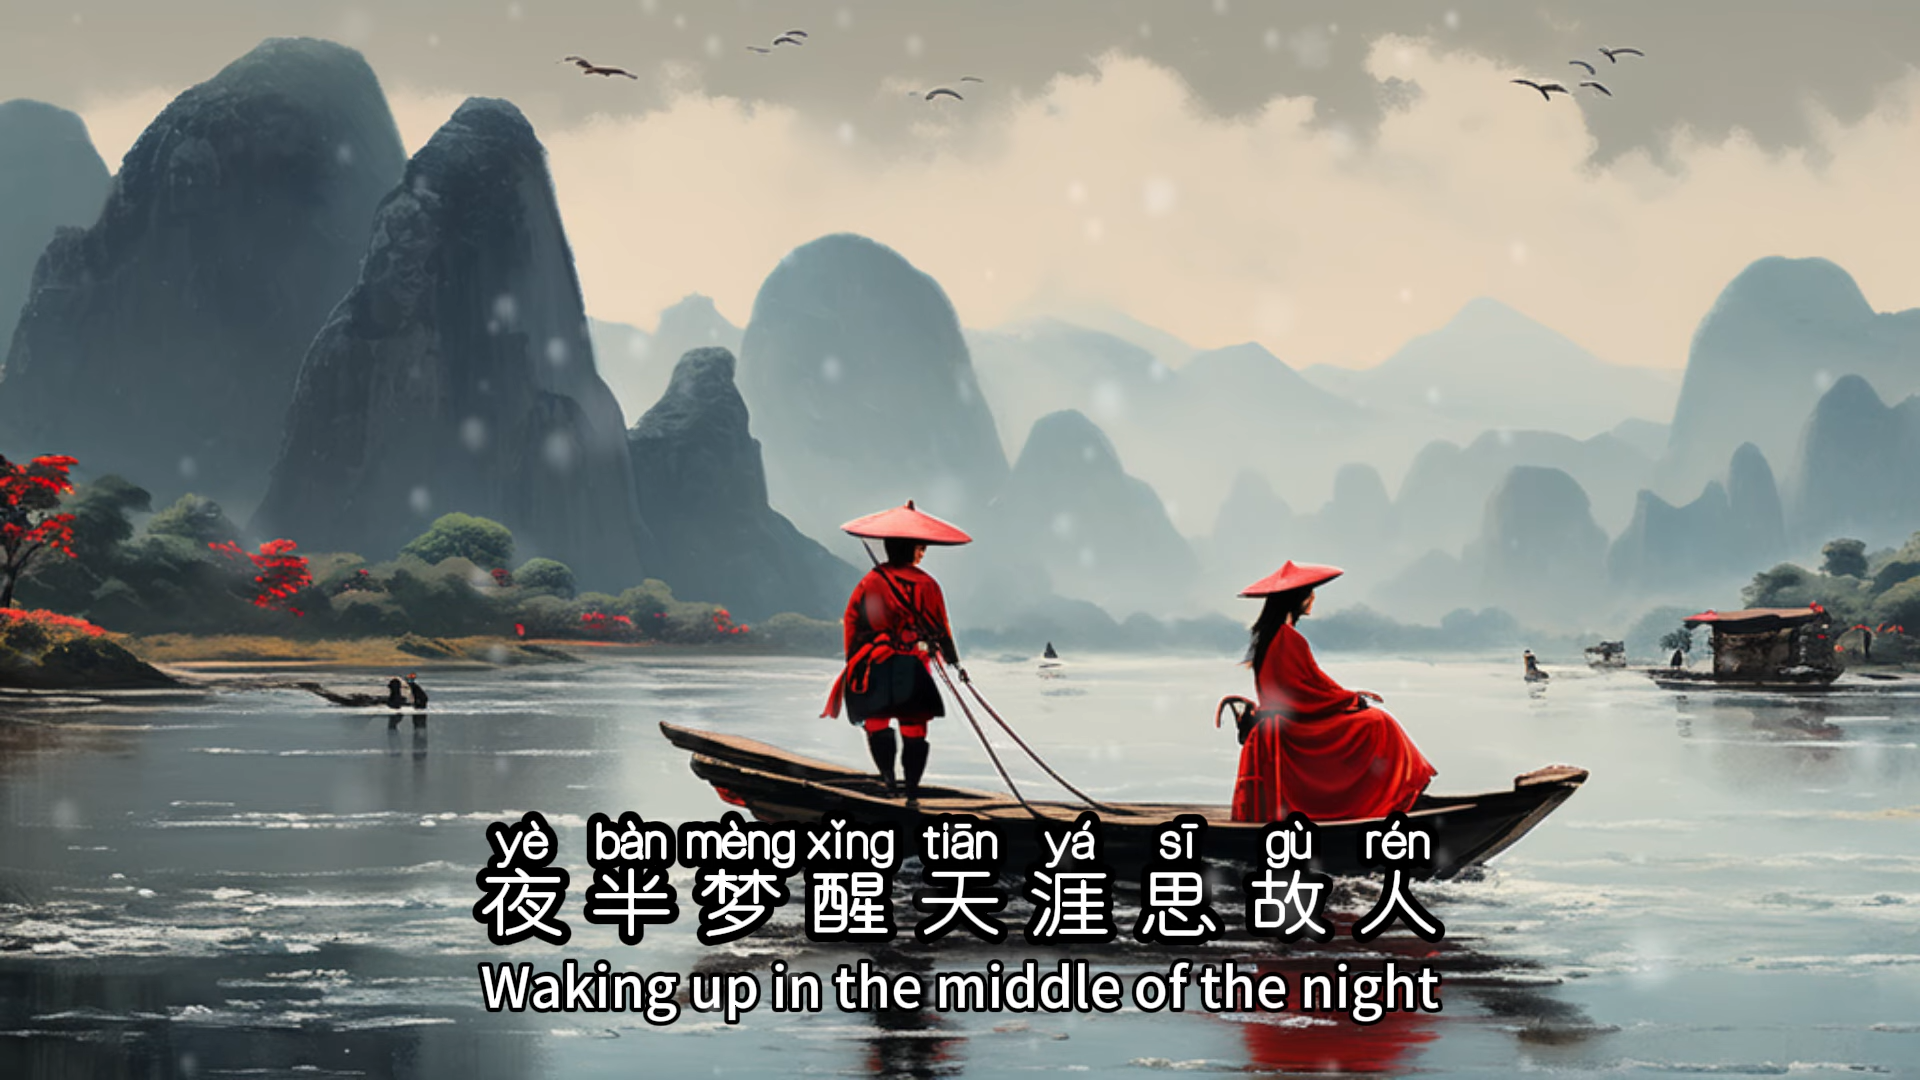 yè bàn mèng xǐng tiān yá sī gù rén
夜半梦醒天涯思故人
Waking up in the middle of the night